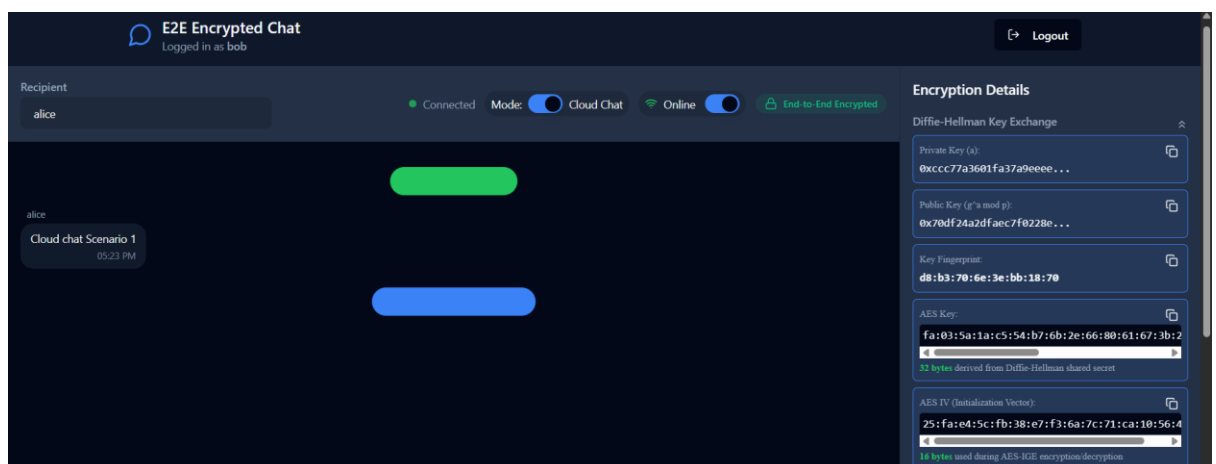 E2E Encrypted Chat
Logged in as bob
Logout
Recipient
alice
Connected
Mode: Cloud Chat
Online
End-to-End Encrypted
alice
Cloud chat Scenario 1
05:23 PM
Encryption Details
Diffie-Hellman Key Exchange
Private Key (a):
0xccc77a3601fa37a9eeee...
Public Key (g^a mod p):
0x70df24a2dfaec7f0228e...
Key Fingerprint:
d8:b3:70:6e:3e:bb:18:70
AES Key:
fa:03:5a:1a:c5:54:b7:6b:2e:66:80:61:67:3b:2
32 bytes derived from Diffie-Hellman shared secret
AES IV (Initialization Vector):
25:fa:e4:5c:fb:38:e7:f3:6a:7c:71:ca:10:56:4
16 bytes used during AES-IGE encryption/decryption